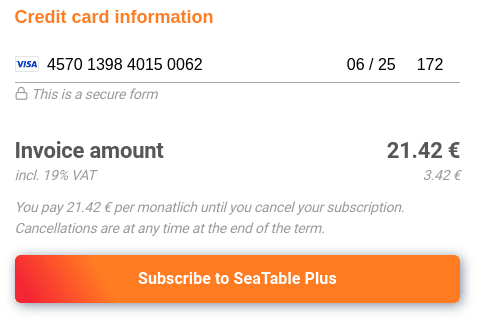 Credit card information
VISA 4570 1398 4015 0062 06 / 25 172
This is a secure form
Invoice amount 21.42 €
incl. 19% VAT 3.42 €
You pay 21.42 € per monatlich until you cancel your subscription.
Cancellations are at any time at the end of the term.
Subscribe to SeaTable Plus